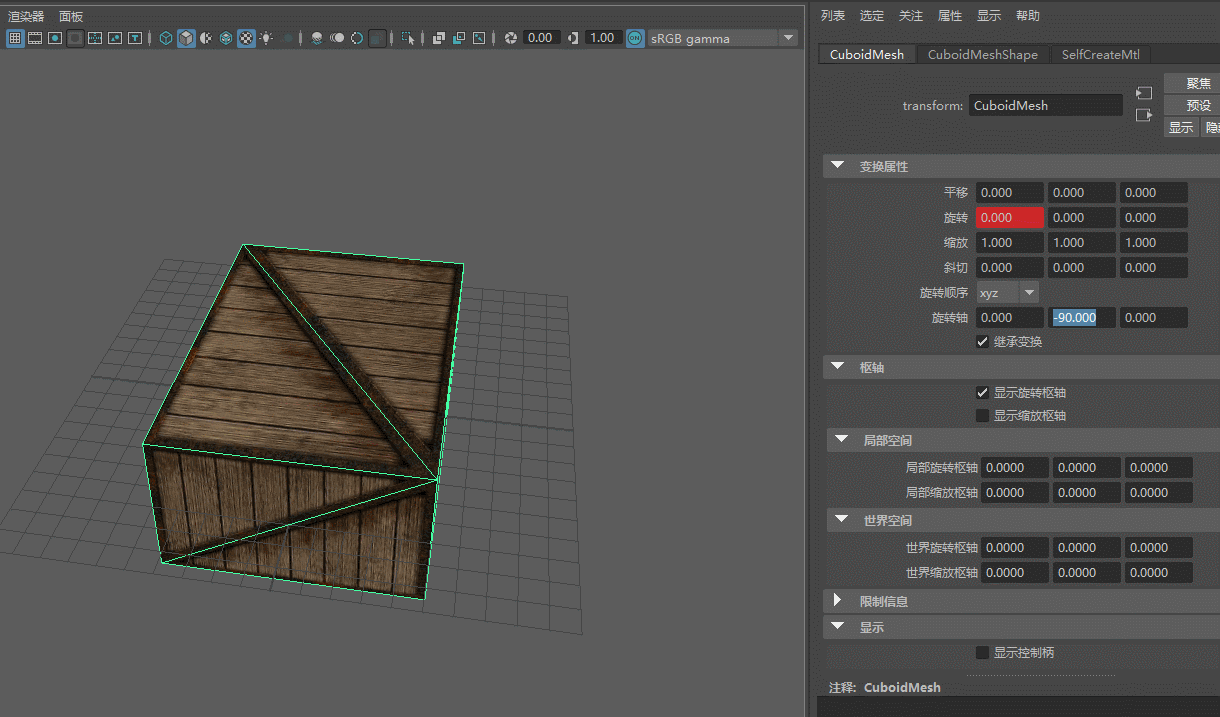 渲染器 面板
0.00 1.00 ON sRGB gamma
列表 选定 关注 属性 显示 帮助
CuboidMesh CuboidMeshShape SelfCreateMtl
transform: CuboidMesh
聚焦
预设
显示
变换属性
平移 0.000 0.000 0.000
旋转 0.000 0.000 0.000
缩放 1.000 1.000 1.000
斜切 0.000 0.000 0.000
旋转顺序 xyz
旋转轴 0.000 -90.000 0.000
继承变换
枢轴
显示旋转枢轴
显示缩放枢轴
局部空间
局部旋转枢轴 0.0000 0.0000 0.0000
局部缩放枢轴 0.0000 0.0000 0.0000
世界空间
世界旋转枢轴 0.0000 0.0000 0.0000
世界缩放枢轴 0.0000 0.0000 0.0000
限制信息
显示
显示控制柄
注释: CuboidMesh